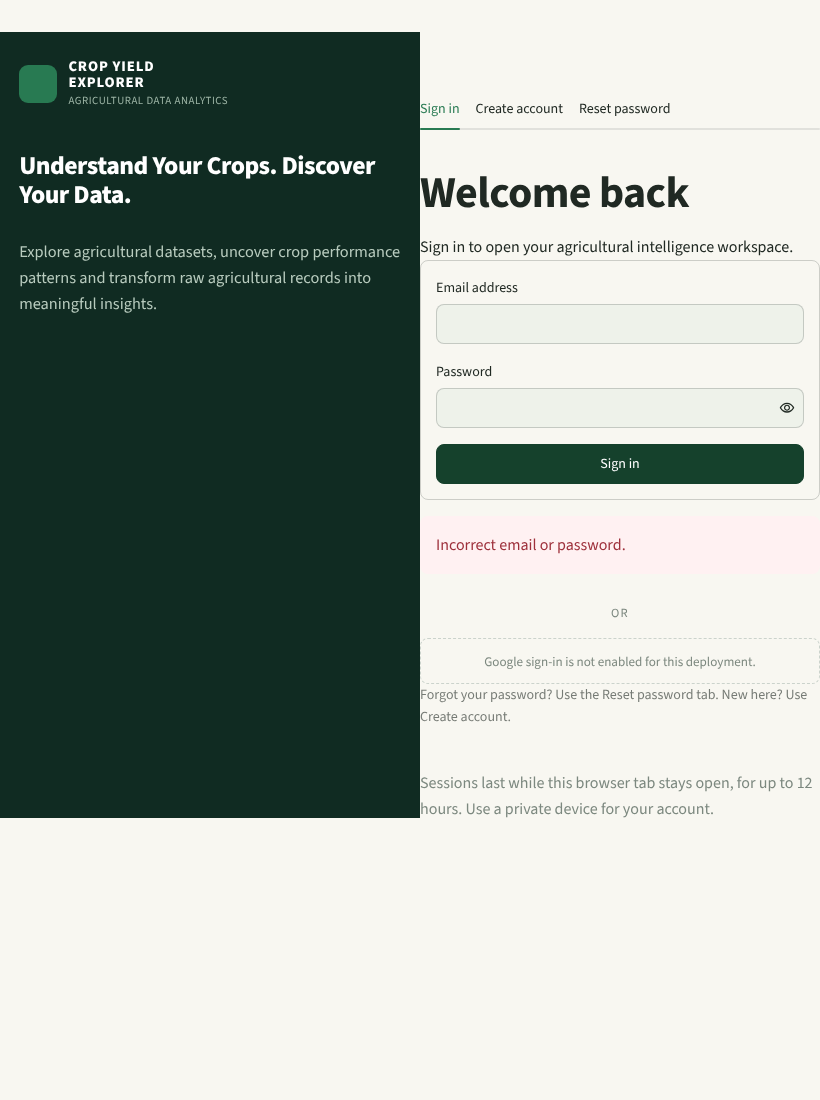 CROP YIELD
EXPLORER
AGRICULTURAL DATA ANALYTICS
Understand Your Crops. Discover
Your Data.
Explore agricultural datasets, uncover crop performance
patterns and transform raw agricultural records into
meaningful insights.
Sign in Create account Reset password
Welcome back
Sign in to open your agricultural intelligence workspace.
Email address
Password
Sign in
Incorrect email or password.
OR
Google sign-in is not enabled for this deployment.
Forgot your password? Use the Reset password tab. New here? Use
Create account.
Sessions last while this browser tab stays open, for up to 12
hours. Use a private device for your account.